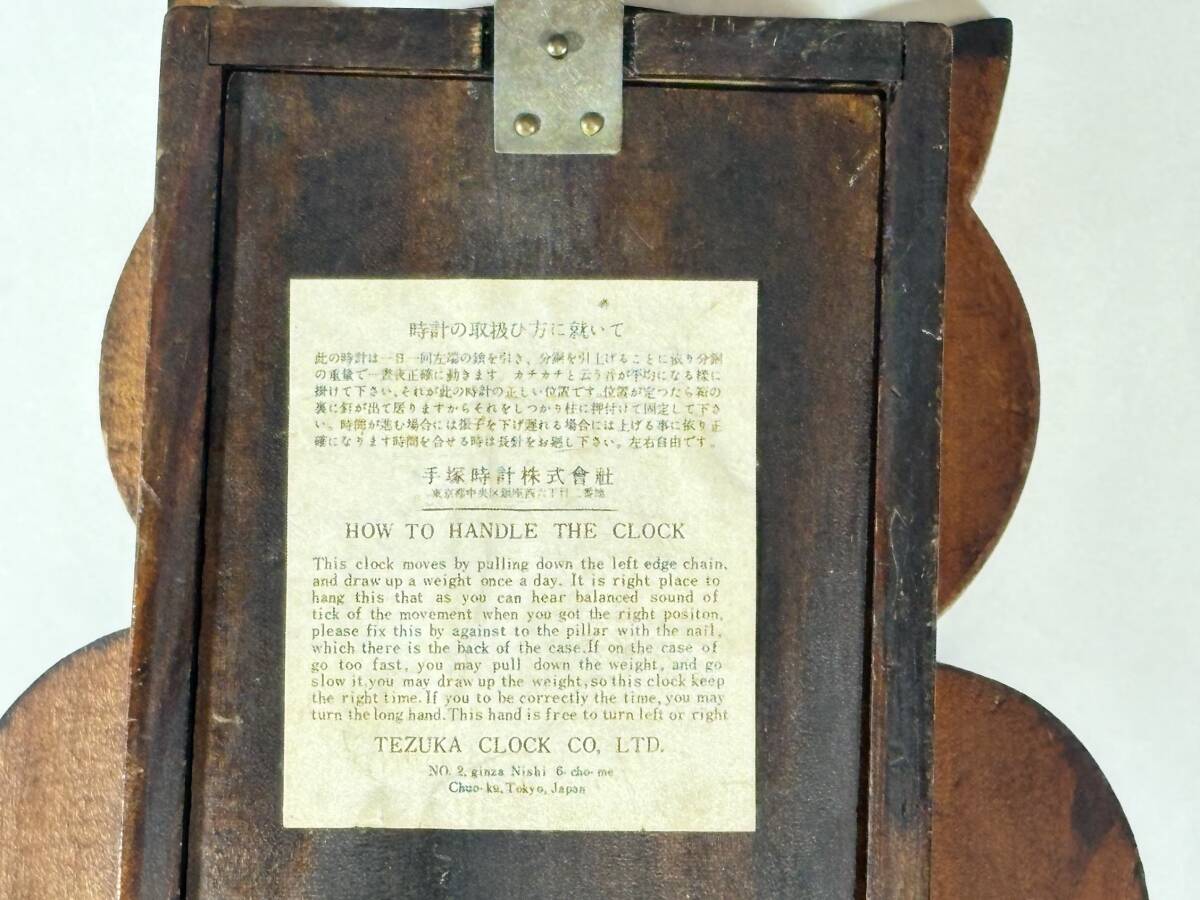 時計の取扱ひ方に就いて
此の時計は一日一回左端の鎖を引き、分銅を引上げることに依り分銅
の重量で一晝夜正確に動きます カチカチと云う音が平均になる様に
掛けて下さい、それが此の時計の正しい位置です。位置が定つたら箱の
裏に釘が出て居りますからそれをしつかり柱に押付けて固定して下さ
い。時間が進む場合には振子を下げ遅れる場合には上げる事に依り正
確になります時間を合せる時は長針をお廻し下さい。左右自由です。
手塚時計株式會社
東京都中央区銀座西六丁目二番地
HOW TO HANDLE THE CLOCK
This clock moves by pulling down the left edge chain,
and draw up a weight once a day. It is right place to
hang this that as you can hear balanced sound of
tick of the movement when you got the right positon,
please fix this by against to the pillar with the nail,
which there is the back of the case.If on the case of
go too fast, you may pull down the weight, and go
slow it you may draw up the weight,so this clock keep
the right time.If you to be correctly the time,you may
turn the long hand.This hand is free to turn left or right
TEZUKA CLOCK CO, LTD.
NO. 2, ginza Nishi 6-cho-me
Chuo-ku, Tokyo, Japan